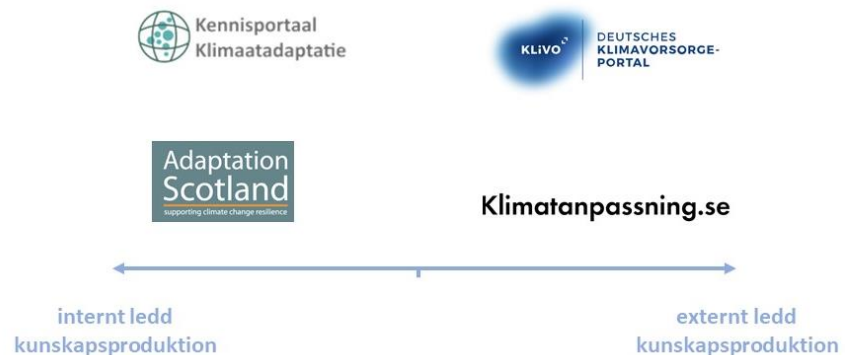 Kennisportaal
Klimaatadaptatie
KLiVO
DEUTSCHES
KLIMAVORSORGE-
PORTAL
Adaptation
Scotland
supporting climate change resilience
Klimatanpassning.se
internt ledd
kunskapsproduktion
externt ledd
kunskapsproduktion